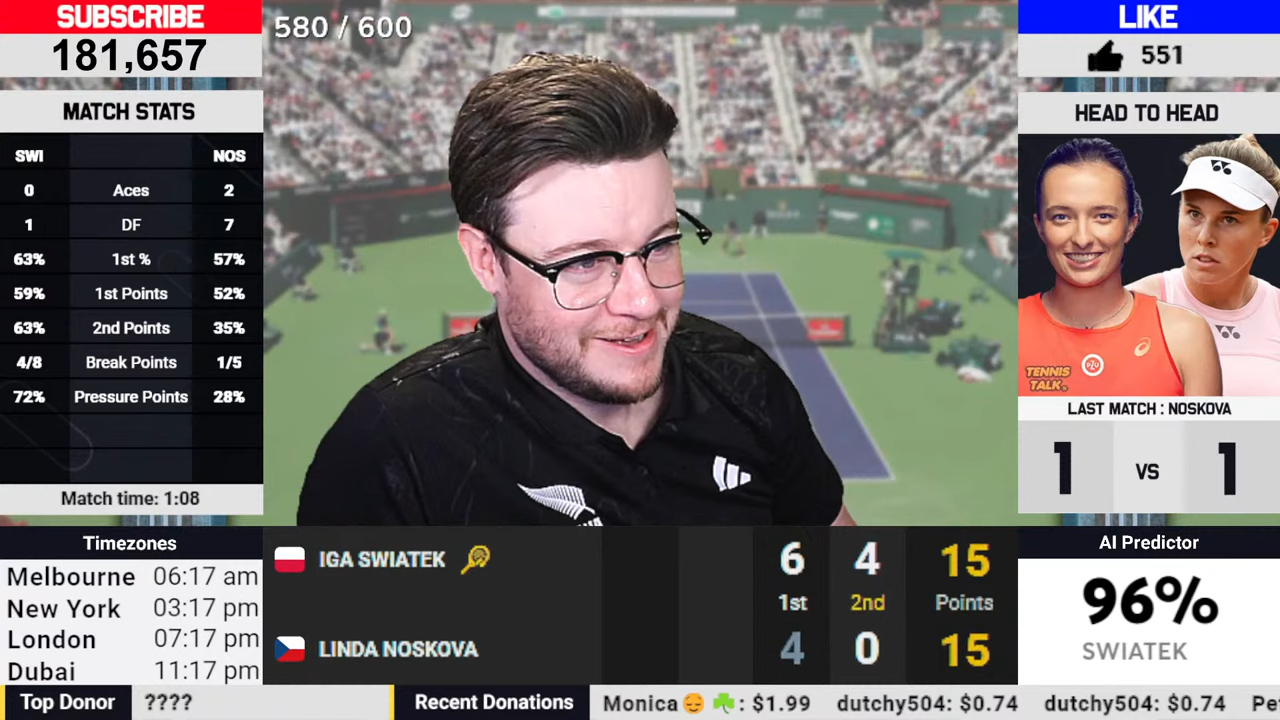 SUBSCRIBE
181,657
580 / 600
LIKE
551
MATCH STATS
SWI NOS
0 Aces 2
1 DF 7
63% 1st % 57%
59% 1st Points 52%
63% 2nd Points 35%
4/8 Break Points 1/5
72% Pressure Points 28%
Match time: 1:08
HEAD TO HEAD
TENNIS
TALK.
LAST MATCH : NOSKOVA
1 VS 1
Timezones
Melbourne 06:17 am
New York 03:17 pm
London 07:17 pm
Dubai 11:17 pm
IGA SWIATEK 6 4 15
1st 2nd Points
LINDA NOSKOVA 4 0 15
AI Predictor
96%
SWIATEK
Top Donor ???? Recent Donations Monica😌☘️: $1.99 dutchy504: $0.74 dutchy504: $0.74 Pe